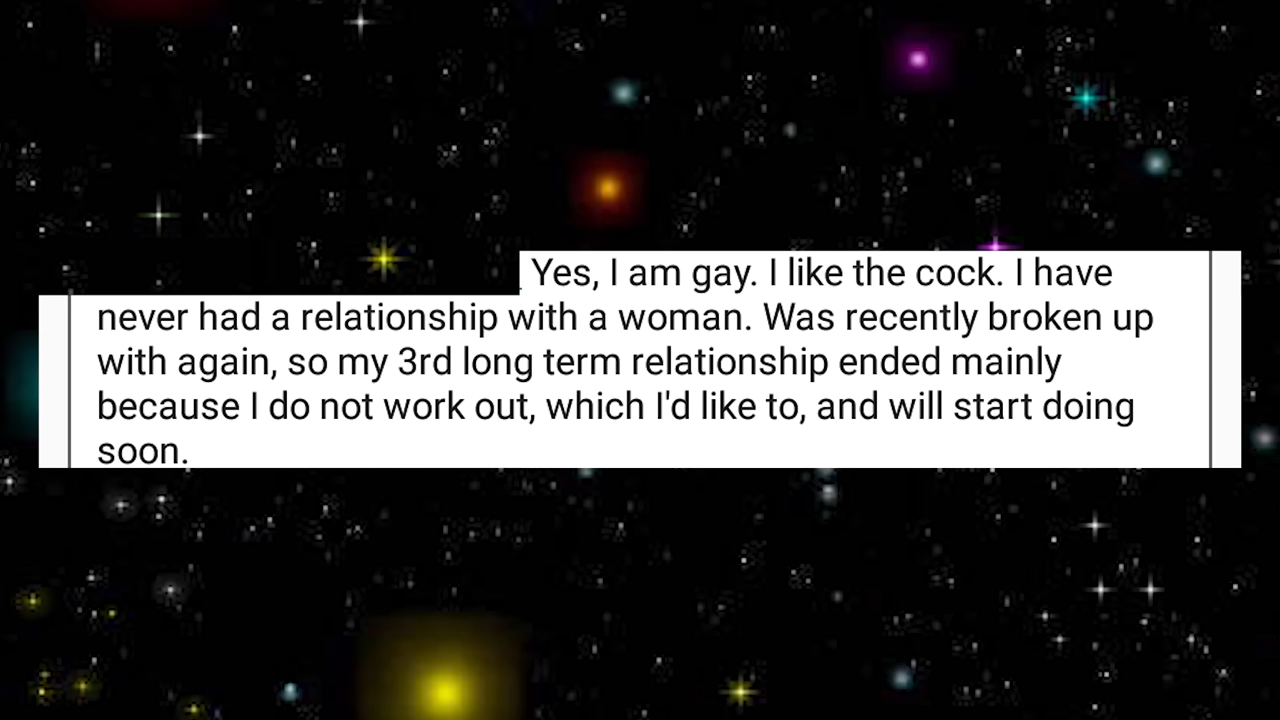 Yes, I am gay. I like the cock. I have
never had a relationship with a woman. Was recently broken up
with again, so my 3rd long term relationship ended mainly
because I do not work out, which I'd like to, and will start doing
soon.